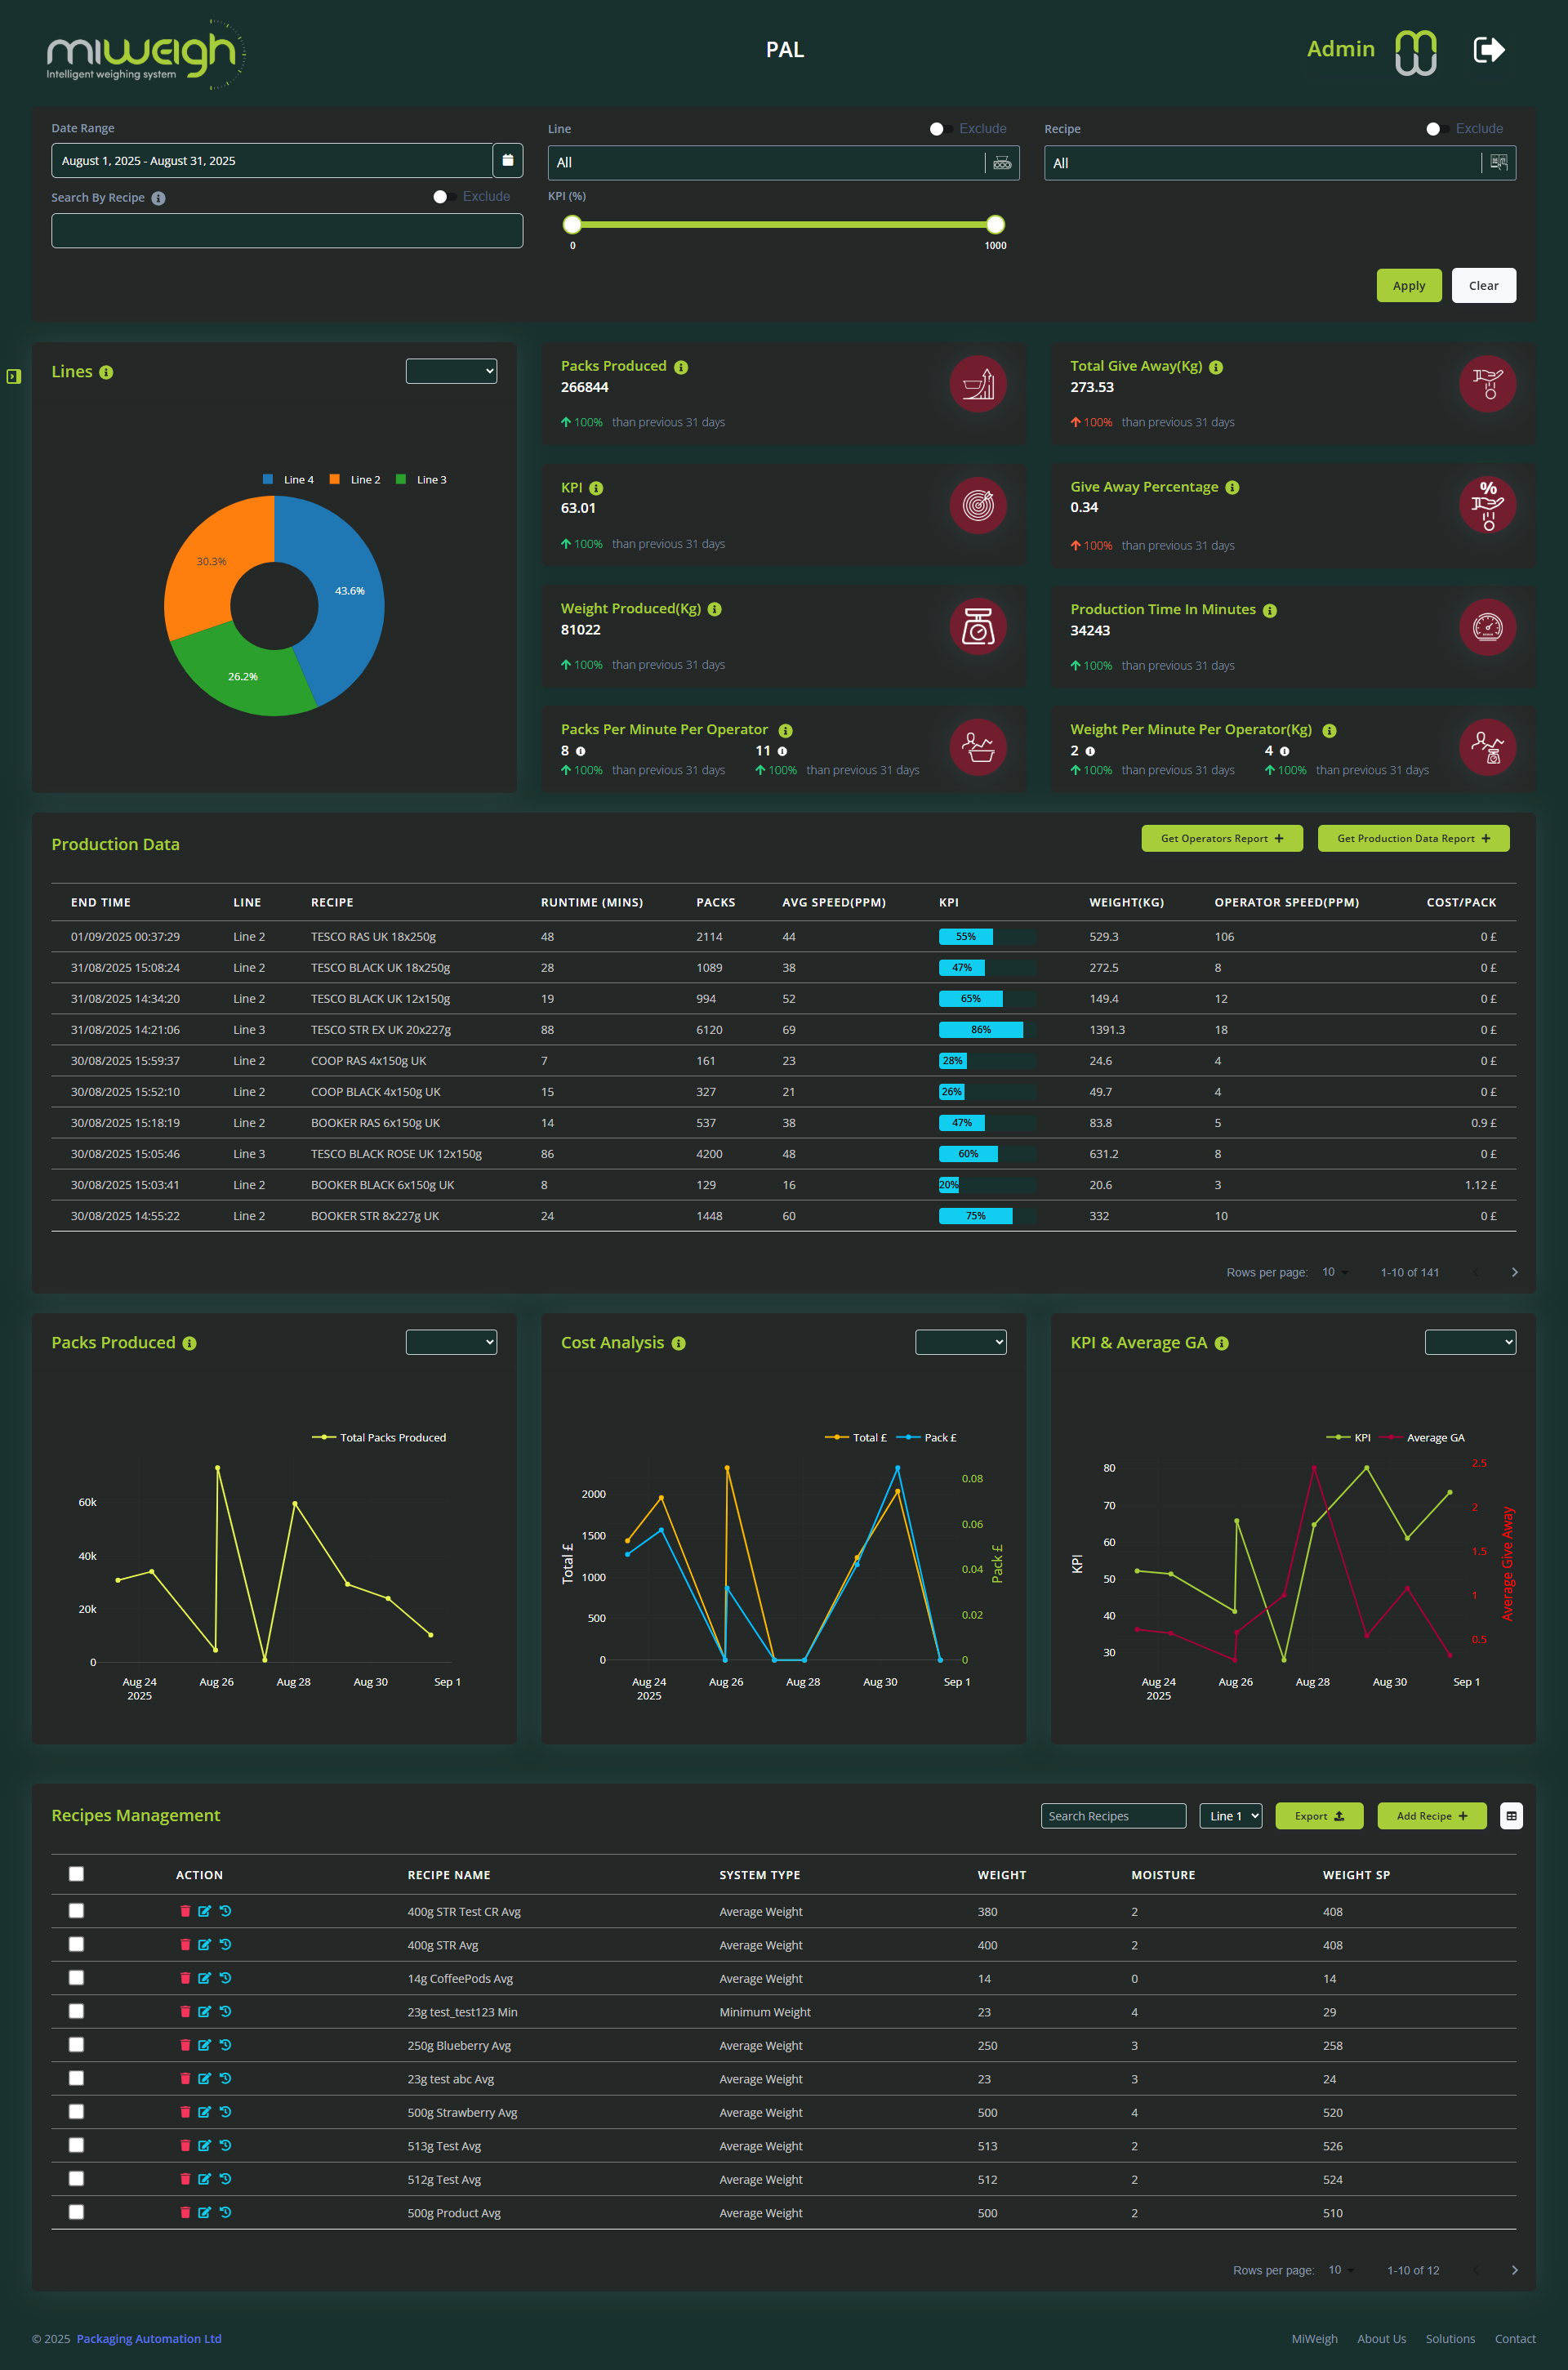 miweigh
Intelligent weighing system
PAL
Admin
Date Range
Line
Exclude
Recipe
Exclude
August 1, 2025 - August 31, 2025
All
All
Search By Recipe
Exclude
KPI (%)
0
1000
Apply
Clear
Lines
Line 4
Line 2
Line 3
30.3%
43.6%
26.2%
Packs Produced
266844
100% than previous 31 days
Total Give Away(Kg)
273.53
100% than previous 31 days
KPI
63.01
100% than previous 31 days
Give Away Percentage
0.34
100% than previous 31 days
%
Weight Produced(Kg)
81022
100% than previous 31 days
Production Time In Minutes
34243
100% than previous 31 days
Packs Per Minute Per Operator
8 11
100% than previous 31 days 100% than previous 31 days
Weight Per Minute Per Operator(Kg)
2 4
100% than previous 31 days 100% than previous 31 days
Production Data
Get Operators Report +
Get Production Data Report +
END TIME LINE RECIPE RUNTIME (MINS) PACKS AVG SPEED(PPM) KPI WEIGHT(KG) OPERATOR SPEED(PPM) COST/PACK
01/09/2025 00:37:29 Line 2 TESCO RAS UK 18x250g 48 2114 44 55% 529.3 106 0 £
31/08/2025 15:08:24 Line 2 TESCO BLACK UK 18x250g 28 1089 38 47% 272.5 8 0 £
31/08/2025 14:34:20 Line 2 TESCO BLACK UK 12x150g 19 994 52 65% 149.4 12 0 £
31/08/2025 14:21:06 Line 3 TESCO STR EX UK 20x227g 88 6120 69 86% 1391.3 18 0 £
30/08/2025 15:59:37 Line 2 COOP RAS 4x150g UK 7 161 23 28% 24.6 4 0 £
30/08/2025 15:52:10 Line 2 COOP BLACK 4x150g UK 15 327 21 26% 49.7 4 0 £
30/08/2025 15:18:19 Line 2 BOOKER RAS 6x150g UK 14 537 38 47% 83.8 5 0.9 £
30/08/2025 15:05:46 Line 3 TESCO BLACK ROSE UK 12x150g 86 4200 48 60% 631.2 8 0 £
30/08/2025 15:03:41 Line 2 BOOKER BLACK 6x150g UK 8 129 16 20% 20.6 3 1.12 £
30/08/2025 14:55:22 Line 2 BOOKER STR 8x227g UK 24 1448 60 75% 332 10 0 £
Rows per page: 10 1-10 of 141
Packs Produced
Total Packs Produced
60k
40k
20k
0
Aug 24 Aug 26 Aug 28 Aug 30 Sep 1
2025
Cost Analysis
Total £ Pack £
Total £
2000
1500
1000
500
0
0.08
0.06
0.04
0.02
0
Pack £
Aug 24 Aug 26 Aug 28 Aug 30 Sep 1
2025
KPI & Average GA
KPI Average GA
KPI
80
70
60
50
40
30
2.5
2
1.5
1
0.5
Average Give Away
Aug 24 Aug 26 Aug 28 Aug 30 Sep 1
2025
Recipes Management
Search Recipes
Line 1
Export
Add Recipe +
ACTION RECIPE NAME SYSTEM TYPE WEIGHT MOISTURE WEIGHT SP
400g STR Test CR Avg Average Weight 380 2 408
400g STR Avg Average Weight 400 2 408
14g CoffeePods Avg Average Weight 14 0 14
23g test_test123 Min Minimum Weight 23 4 29
250g Blueberry Avg Average Weight 250 3 258
23g test abc Avg Average Weight 23 3 24
500g Strawberry Avg Average Weight 500 4 520
513g Test Avg Average Weight 513 2 526
512g Test Avg Average Weight 512 2 524
500g Product Avg Average Weight 500 2 510
Rows per page: 10 1-10 of 12
© 2025 Packaging Automation Ltd
MiWeigh About Us Solutions Contact